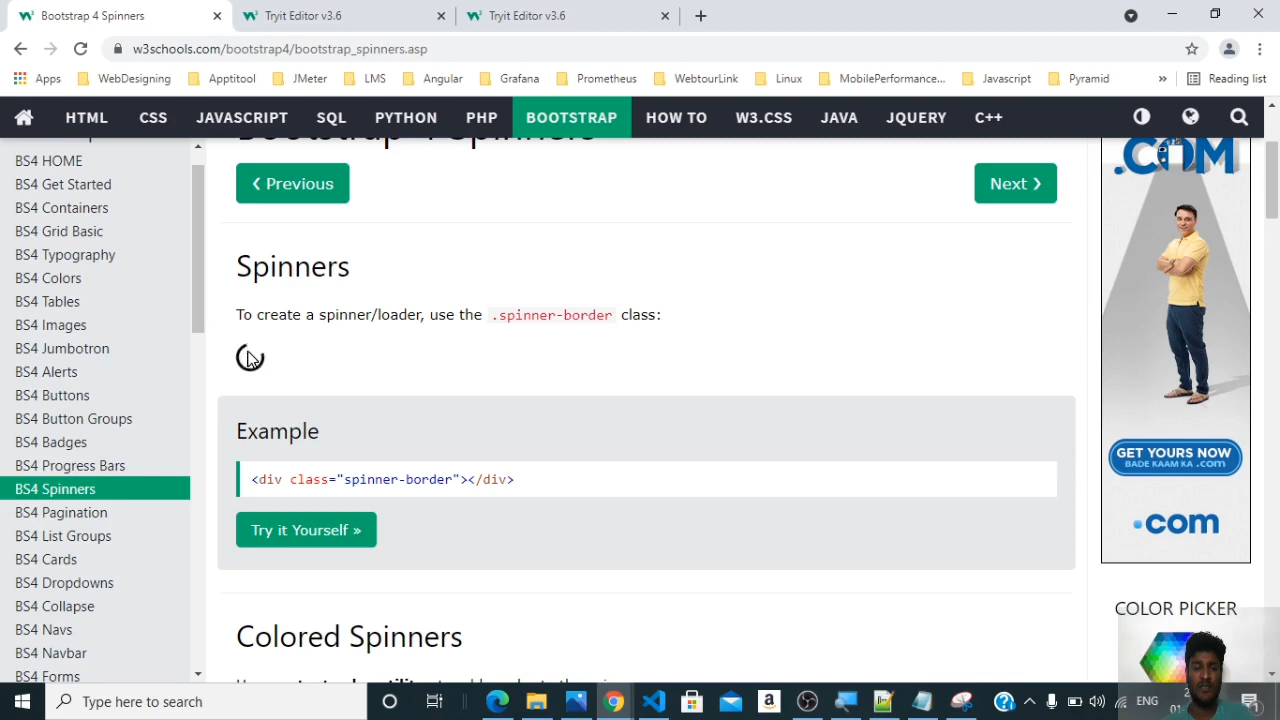 Bootstrap 4 Spinners
Tryit Editor v3.6
Tryit Editor v3.6
w3schools.com/bootstrap4/bootstrap_spinners.asp
Apps
WebDesigning
Apptitool
JMeter
LMS
Angular
Grafana
Prometheus
WebtourLink
Linux
MobilePerformance...
Javascript
Pyramid
»
Reading list
HTML
CSS
JAVASCRIPT
SQL
PYTHON
PHP
BOOTSTRAP
HOW TO
W3.CSS
JAVA
JQUERY
C++
BS4 HOME
BS4 Get Started
BS4 Containers
BS4 Grid Basic
BS4 Typography
BS4 Colors
BS4 Tables
BS4 Images
BS4 Jumbotron
BS4 Alerts
BS4 Buttons
BS4 Button Groups
BS4 Badges
BS4 Progress Bars
BS4 Spinners
BS4 Pagination
BS4 List Groups
BS4 Cards
BS4 Dropdowns
BS4 Collapse
BS4 Navs
BS4 Navbar
BS4 Forms
Bootstrap 4 Spinners
❮ Previous
Next ❯
Spinners
To create a spinner/loader, use the .spinner-border class:
Example
<div class="spinner-border"></div>
Try it Yourself »
Colored Spinners
.COM
GET YOURS NOW
BADE KAAM KA .com
.com
COLOR PICKER
Type here to search
ENG